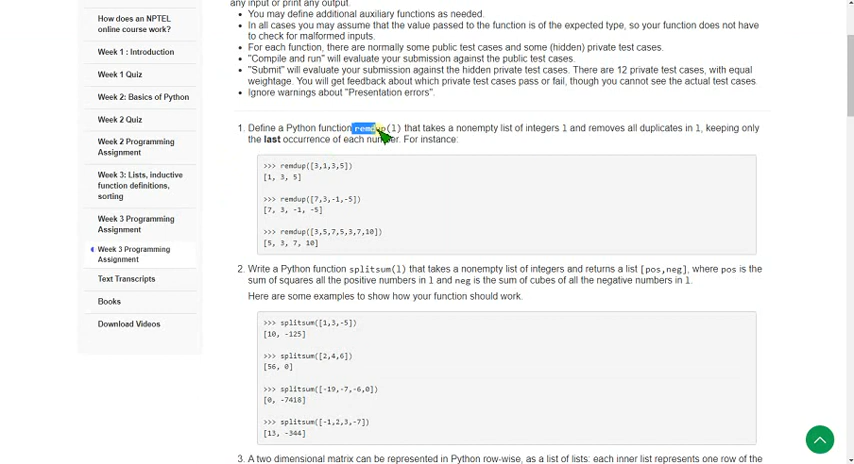 any input or print any output.
How does an NPTEL
online course work?
Week 1 : Introduction
Week 1 Quiz
Week 2: Basics of Python
Week 2 Quiz
Week 2 Programming
Assignment
Week 3: Lists, inductive
function definitions,
sorting
Week 3 Programming
Assignment
Week 3 Programming
Assignment
Text Transcripts
Books
Download Videos
• You may define additional auxiliary functions as needed.
• In all cases you may assume that the value passed to the function is of the expected type, so your function does not have
to check for malformed inputs.
• For each function, there are normally some public test cases and some (hidden) private test cases.
• "Compile and run" will evaluate your submission against the public test cases.
• "Submit" will evaluate your submission against the hidden private test cases. There are 12 private test cases, with equal
weightage. You will get feedback about which private test cases pass or fail, though you cannot see the actual test cases
• Ignore warnings about "Presentation errors".
1. Define a Python function remdup(l) that takes a nonempty list of integers l and removes all duplicates in l, keeping only
the last occurrence of each number. For instance:
>>> remdup([3,1,3,5])
[1, 3, 5]
>>> remdup([7,3,-1,-5])
[7, 3, -1, -5]
>>> remdup([3,5,7,5,3,7,10])
[5, 3, 7, 10]
2. Write a Python function splitsum(l) that takes a nonempty list of integers and returns a list [pos,neg], where pos is the
sum of squares all the positive numbers in l and neg is the sum of cubes of all the negative numbers in l.
Here are some examples to show how your function should work.
>>> splitsum([1,3,-5])
[10, -125]
>>> splitsum([2,4,6])
[56, 0]
>>> splitsum([-19,-7,-6,0])
[0, -7418]
>>> splitsum([-1,2,3,-7])
[13, -344]
3. A two dimensional matrix can be represented in Python row-wise, as a list of lists: each inner list represents one row of the